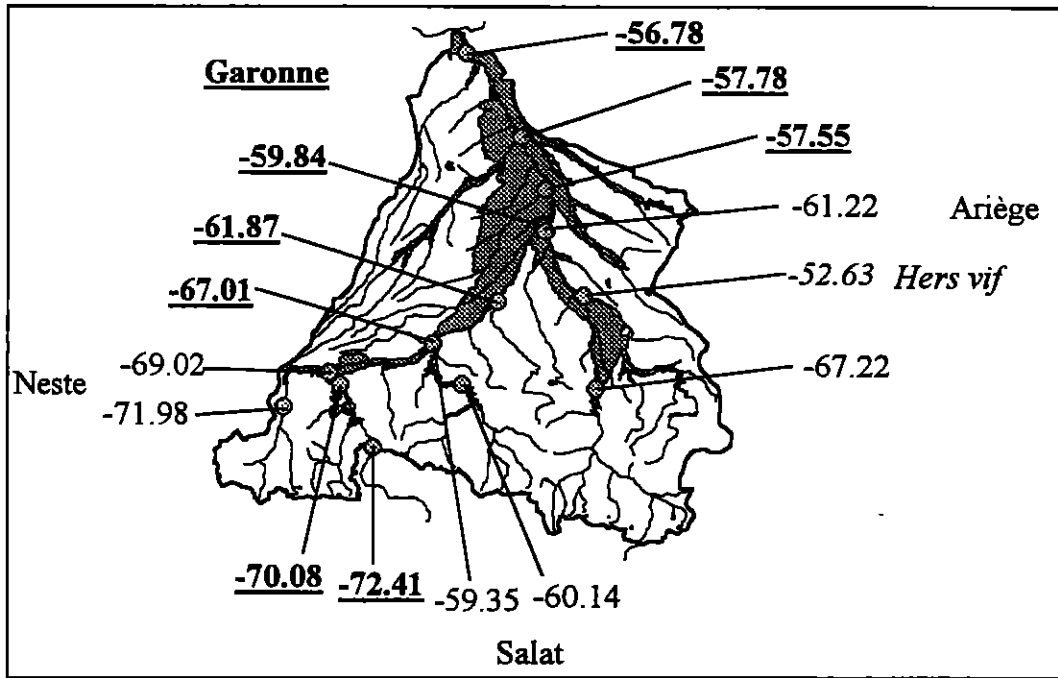 -56.78
Garonne
-57.78
-57.55
-59.84
-61.22 Ariège
-61.87
-52.63 Hers vif
-67.01
-69.02
-67.22
Neste
-71.98
-70.08
-72.41
-59.35
-60.14
Salat